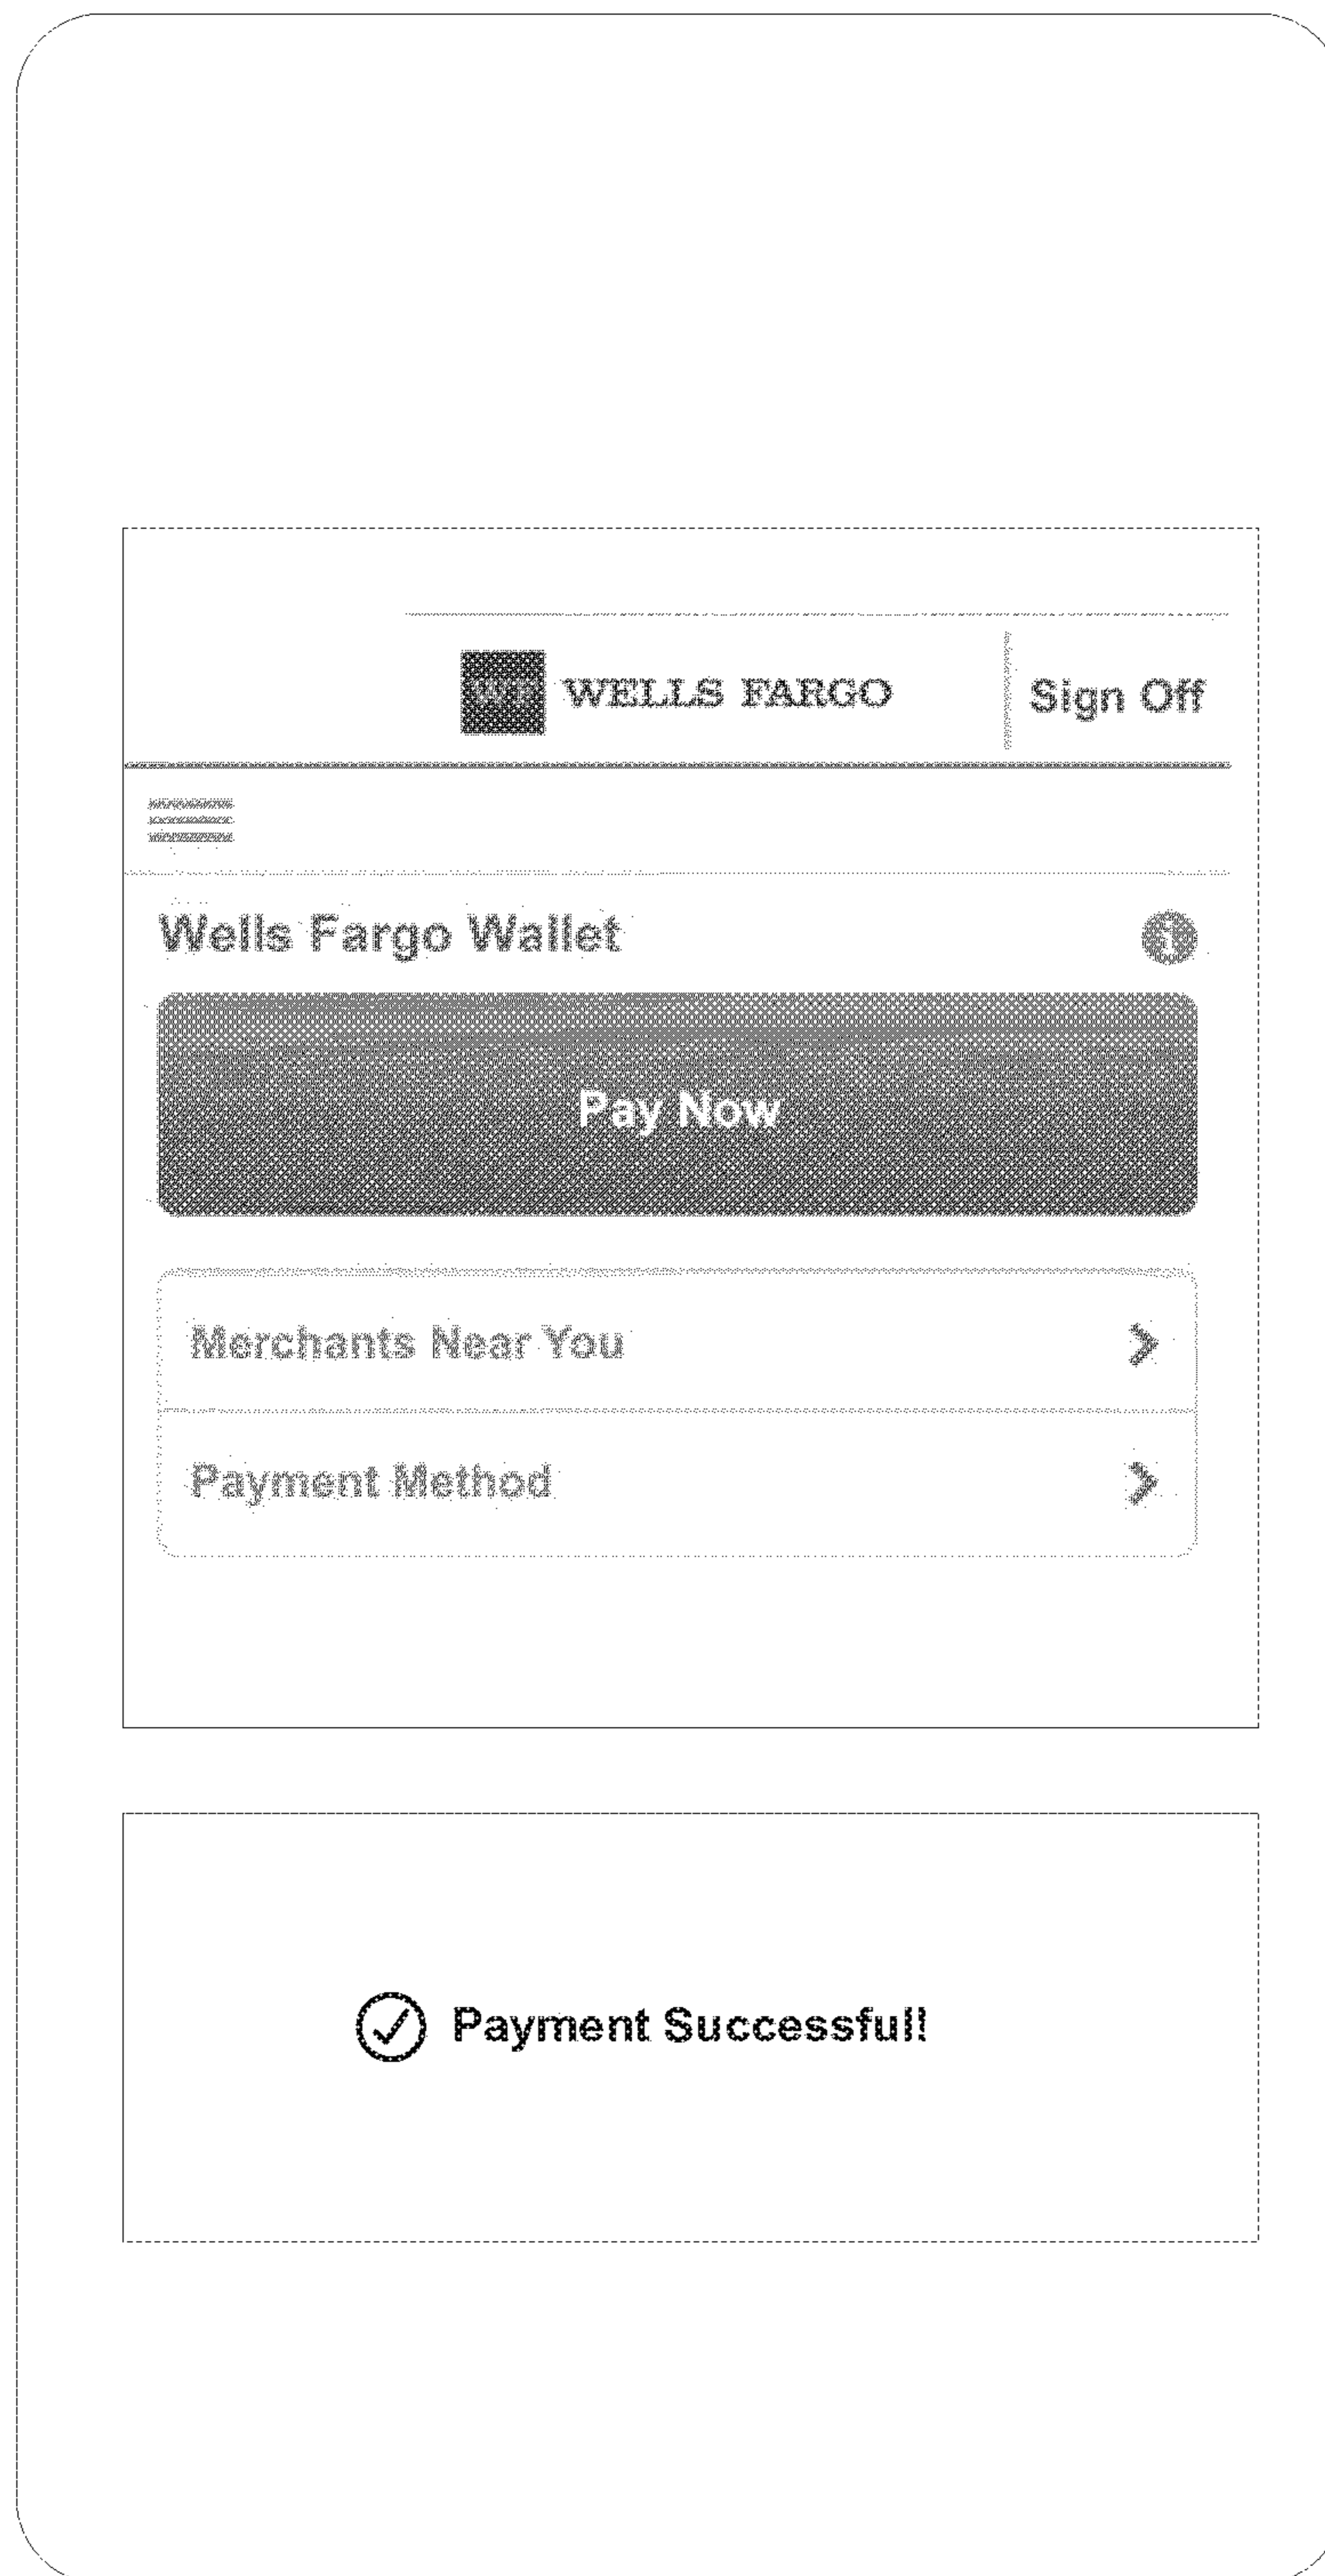 WELLS FARGO
Sign Off
Wells Fargo Wallet
Pay Now
Merchants Near You
Payment Method
Payment Successful!